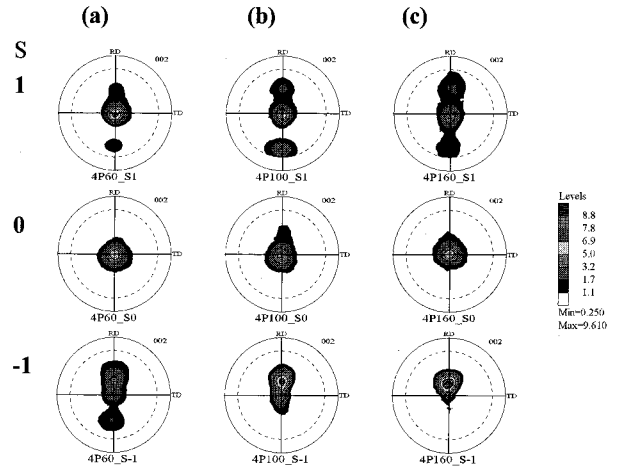 (a) (b) (c)
S
1
RD 002 TD
4P60_S1
RD 002 TD
4P100_S1
RD 002 TD
4P160_S1
0
RD 002 TD
4P60_S0
RD 002 TD
4P100_S0
RD 002 TD
4P160_S0
-1
RD 002 TD
4P60_S-1
RD 002 TD
4P100_S-1
RD 002 TD
4P160_S-1
Levels
8.8
7.8
6.9
5.0
3.2
1.7
1.1
Min=0.250
Max=9.610